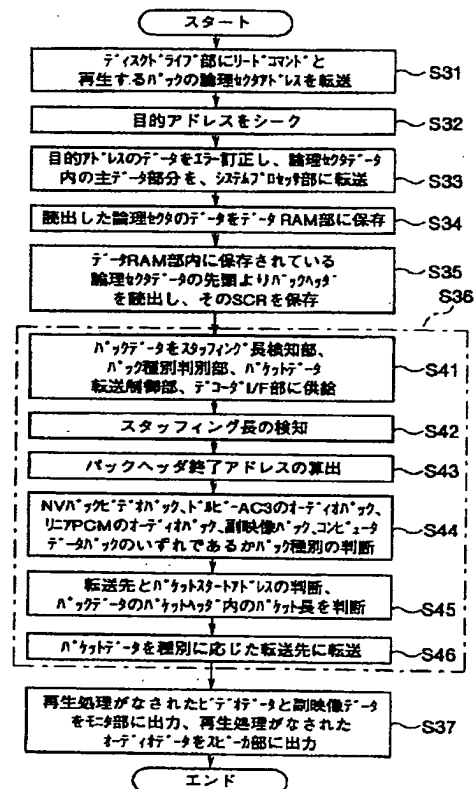 スタート
ﾃﾞｨｽｸﾄﾞﾗｲﾌﾞ部にﾘｰﾄﾞｺﾏﾝﾄﾞと
再生するﾊﾟｯｸの論理ｾｸﾀｱﾄﾞﾚｽを転送
S31
目的アドレスをシーク
S32
目的ｱﾄﾞﾚｽのデータをｴﾗｰ訂正し、論理ｾｸﾀﾃﾞｰﾀ
内の主データ部分を、ｼｽﾃﾑﾌﾟﾛｾｯｻ部に転送
S33
読出した論理ｾｸﾀのデータをデータ RAM部に保存
S34
ﾃﾞｰﾀRAM部内に保存されている
論理ｾｸﾀﾃﾞｰﾀの先頭よりﾊﾟｯｸﾍｯﾀﾞ
を読出し、そのSCRを保存
S35
S36
ﾊﾟｯｸﾃﾞｰﾀをｽﾀｯﾌｨﾝｸﾞ長検知部、
ﾊﾟｯｸ種別判別部、ﾊﾟｹｯﾄﾃﾞｰﾀ
転送制御部、ﾃﾞｺｰﾀﾞI/F部に供給
S41
スタッフィング長の検知
S42
パックヘッダ終了アドレスの算出
S43
NVﾊﾟｯｸﾋﾞﾃﾞｵﾊﾟｯｸ、ﾄﾞﾙﾋﾞｰAC3のｵｰﾃﾞｨｵﾊﾟｯｸ、
ﾘﾆｱPCMのｵｰﾃﾞｨｵﾊﾟｯｸ、副映像ﾊﾟｯｸ、ｺﾝﾋﾟｭｰﾀ
ﾃﾞｰﾀﾊﾟｯｸのいずれであるかﾊﾟｯｸ種別の判断
S44
転送先とﾊﾟｹｯﾄｽﾀｰﾄｱﾄﾞﾚｽの判断、
ﾊﾟｯｸﾃﾞｰﾀのﾊﾟｹｯﾄﾍｯﾀﾞ内のﾊﾟｹｯﾄ長を判断
S45
ﾊﾟｹｯﾄﾃﾞｰﾀを種別に応じた転送先に転送
S46
再生処理がなされたﾋﾞﾃﾞｵﾃﾞｰﾀと副映像ﾃﾞｰﾀ
をﾓﾆﾀ部に出力、再生処理がなされた
ｵｰﾃﾞｨｵﾃﾞｰﾀをｽﾋﾟｰｶ部に出力
S37
エンド